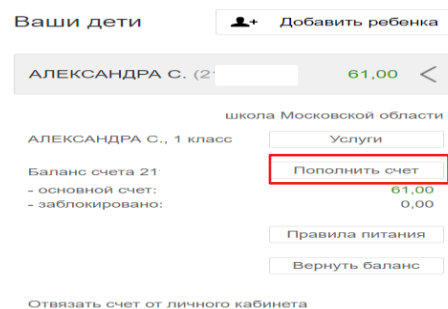 Ваши дети
Добавить ребенка
АЛЕКСАНДРА С. (2 61,00
школа Московской области
АЛЕКСАНДРА С., 1 класс Услуги
Баланс счета 21 Пополнить счет
- основной счет: 61,00
- заблокировано: 0,00
Правила питания
Вернуть баланс
Отвязать счет от личного кабинета